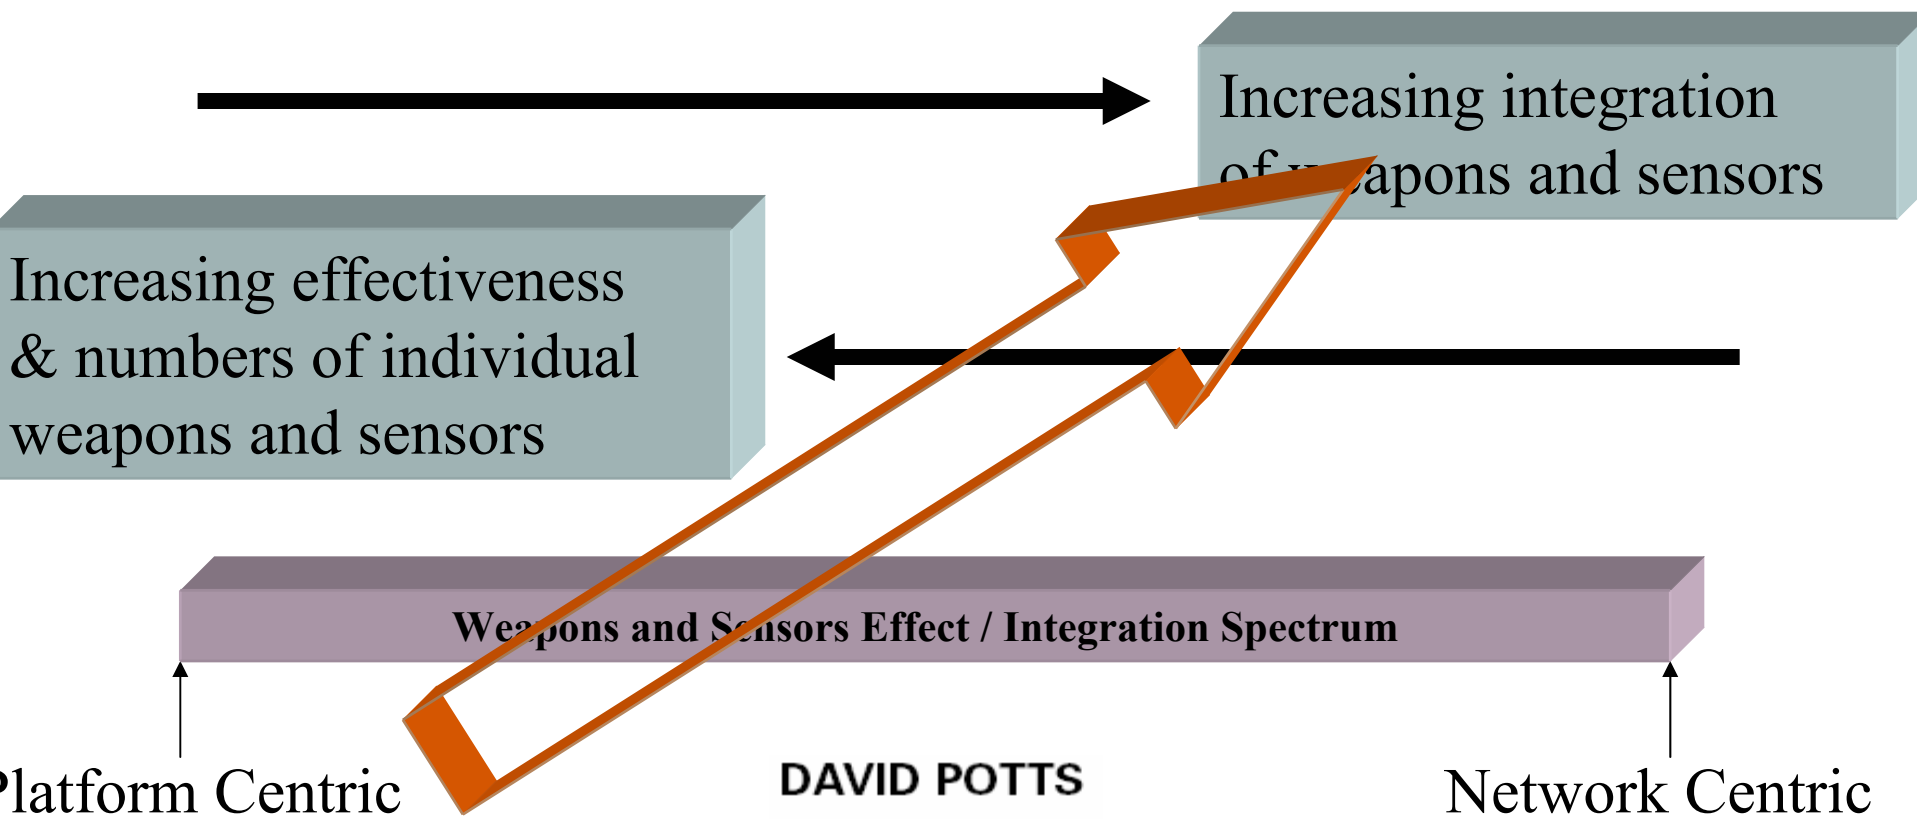 Increasing integration
of weapons and sensors
Increasing effectiveness
& numbers of individual
weapons and sensors
Weapons and Sensors Effect / Integration Spectrum
Platform Centric
DAVID POTTS
Network Centric